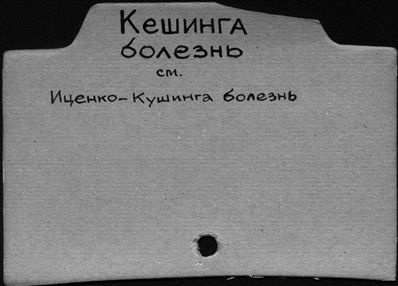 Кешинга
болезнь
см.
Иценко-Кушинга болезнь